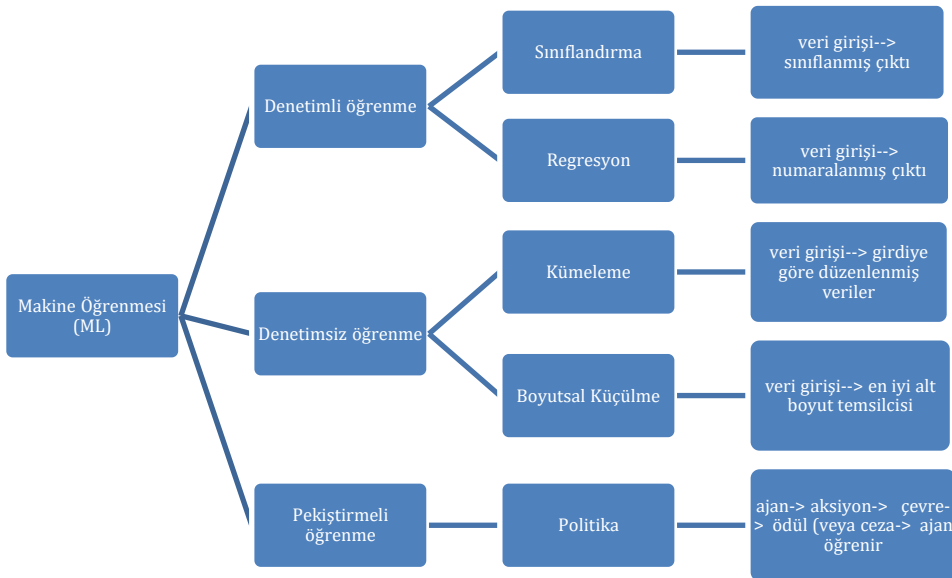 Makine Öğrenmesi
(ML)
Denetimli öğrenme
Sınıflandırma
veri girişi-->
sınıflanmış çıktı
Regresyon
veri girişi-->
numaralanmış çıktı
Denetimsiz öğrenme
Kümeleme
veri girişi--> girdiye
göre düzenlenmiş
veriler
Boyutsal Küçülme
veri girişi--> en iyi alt
boyut temsilcisi
Pekiştirmeli
öğrenme
Politika
ajan-> aksiyon-> çevre-
> ödül (veya ceza-> ajan
öğrenir